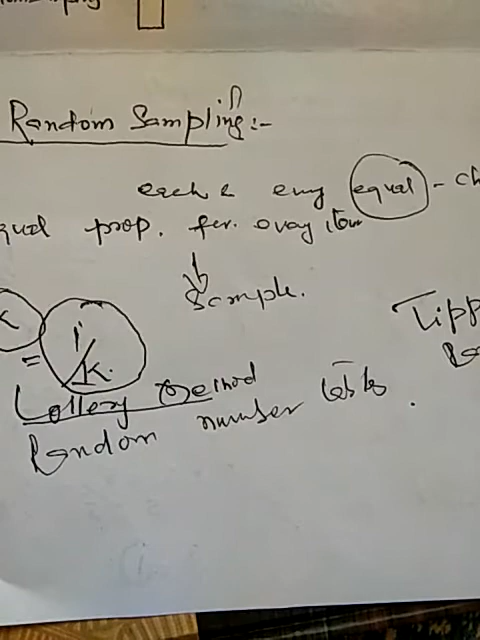 Random Sampling:-
each & every equal - ch
qual prop. for. every item
↓
Sample.
= 1/k.
Tipp
Lottery Method
Random number tables.